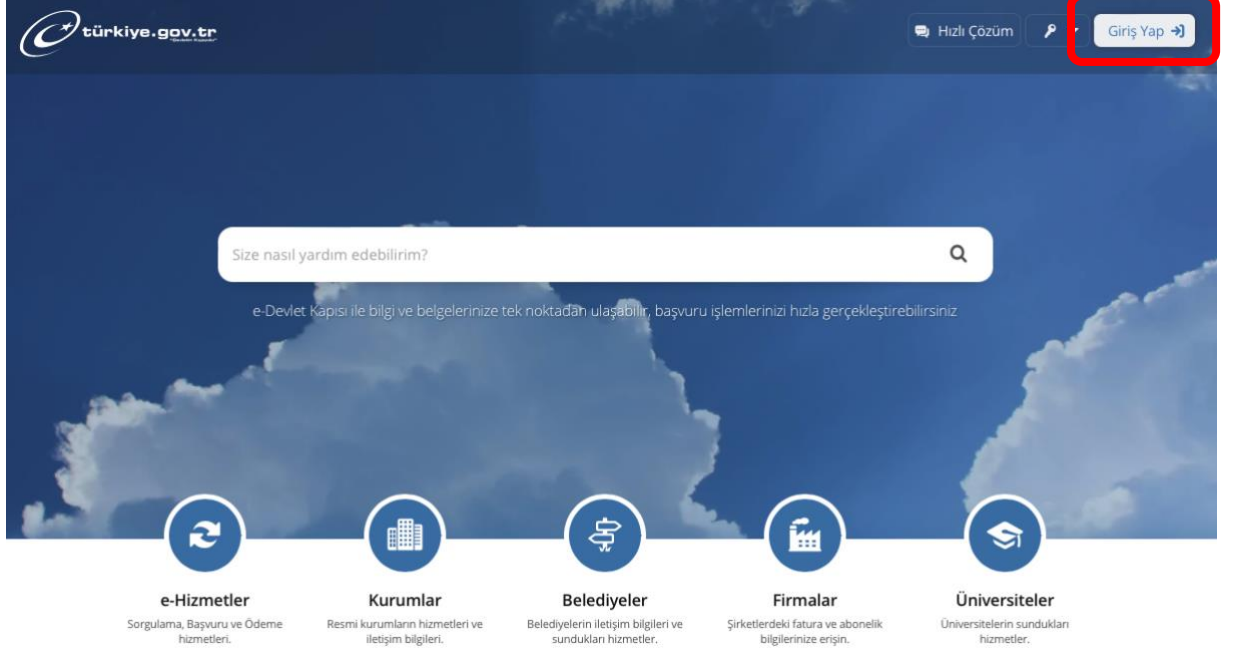 türkiye.gov.tr
Hızlı Çözüm
Giriş Yap
Size nasıl yardım edebilirim?
e-Devlet Kapısı ile bilgi ve belgelerinize tek noktadan ulaşabilir, başvuru işlemlerinizi hızla gerçekleştirebilirsiniz
e-Hizmetler
Sorgulama, Başvuru ve Ödeme
hizmetleri.
Kurumlar
Resmi kurumların hizmetleri ve
iletişim bilgileri.
Belediyeler
Belediyelerin iletişim bilgileri ve
sundukları hizmetler.
Firmalar
Şirketlerdeki fatura ve abonelik
bilgilerinize erişin.
Üniversiteler
Üniversitelerin sundukları
hizmetler.